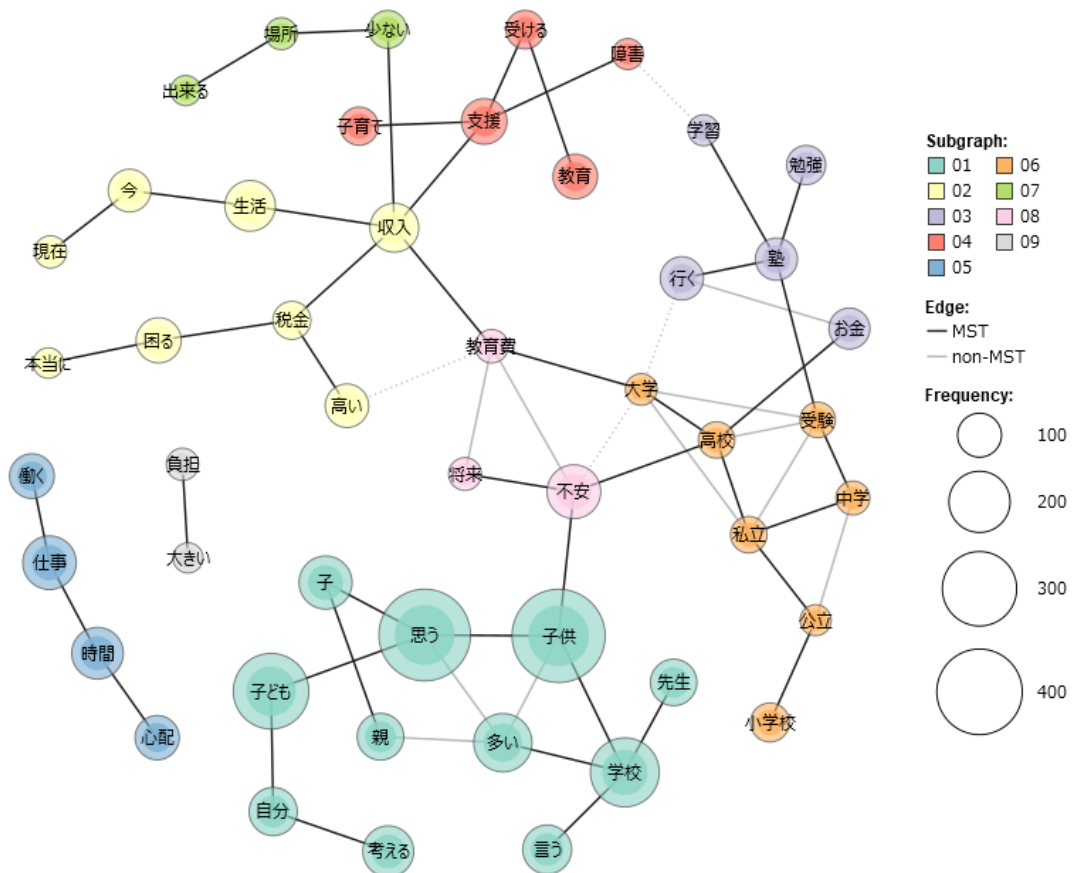 受ける
場所
少ない
障害
出来る
子育て
支援
学習
勉強
教育
今
生活
収入
現在
塾
行く
税金
お金
困る
本当に
教育費
高い
大学
受験
高校
負担
働く
将来
不安
中学
私立
大きい
仕事
子
公立
思う
子供
時間
子ども
先生
小学校
心配
親
多い
学校
自分
考える
言う
Subgraph:
01 06
02 07
03 08
04 09
05
Edge:
MST
non-MST
Frequency:
100
200
300
400